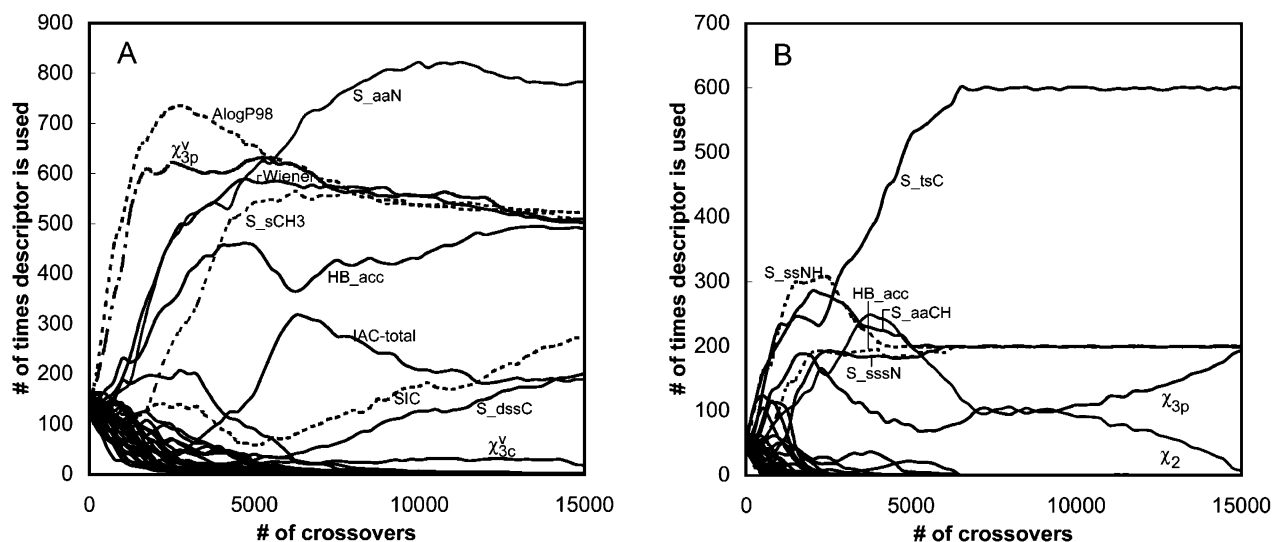 A
# of times descriptor is used
900
800
700
600
500
400
300
200
100
0
S_aaN
AlogP98
χ^v_3p
Wiener
S_sCH3
HB_acc
IAC-total
SIC
S_dssC
χ^v_3c
0
5000
10000
15000
# of crossovers
B
# of times descriptor is used
700
600
500
400
300
200
100
0
S_tsC
S_ssNH
HB_acc
S_aaCH
S_sssN
χ_3p
χ_2
0
5000
10000
15000
# of crossovers